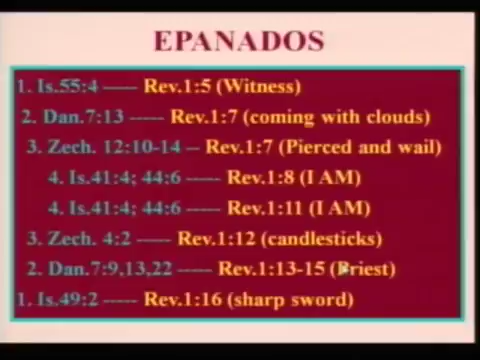 EPANADOS
1. Is.55:4 ----- Rev.1:5 (Witness)
2. Dan.7:13 ----- Rev.1:7 (coming with clouds)
3. Zech. 12:10-14 -- Rev.1:7 (Pierced and wail)
4. Is.41:4; 44:6 ----- Rev.1:8 (I AM)
4. Is.41:4; 44:6 ----- Rev.1:11 (I AM)
3. Zech. 4:2 ----- Rev.1:12 (candlesticks)
2. Dan.7:9,13,22 ----- Rev.1:13-15 (Priest)
1. Is.49:2 ----- Rev.1:16 (sharp sword)